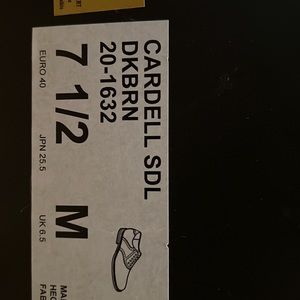 CARDELL SDL
DKBRN
20-1632
7 1/2 M
EURO 40 JPN 25.5 UK 6.5